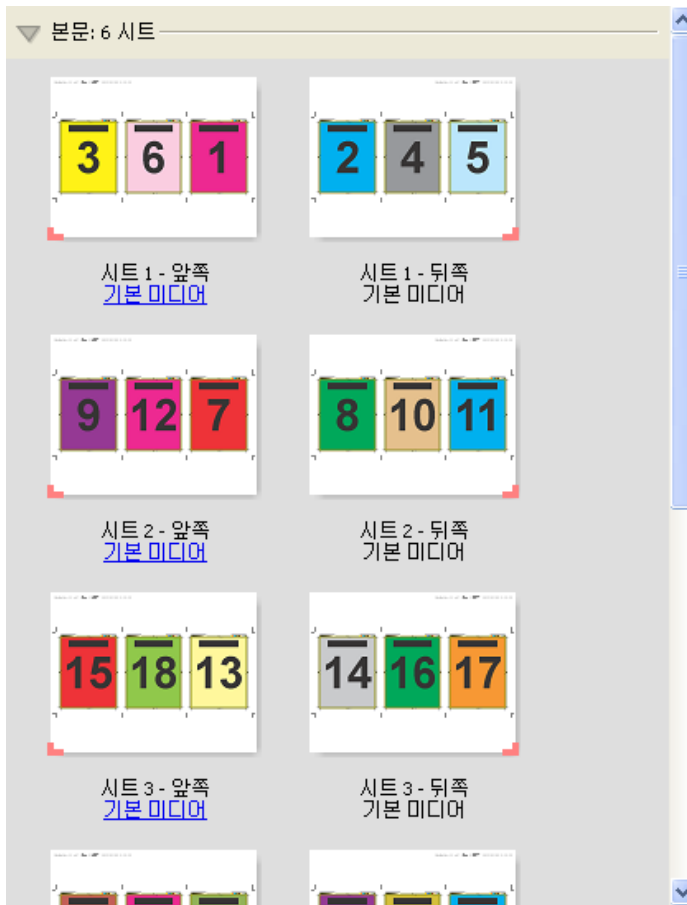 본문: 6 시트
3 6 1
2 4 5
시트 1 - 앞쪽
기본 미디어
시트 1 - 뒤쪽
기본 미디어
9 12 7
8 10 11
시트 2 - 앞쪽
기본 미디어
시트 2 - 뒤쪽
기본 미디어
15 18 13
14 16 17
시트 3 - 앞쪽
기본 미디어
시트 3 - 뒤쪽
기본 미디어